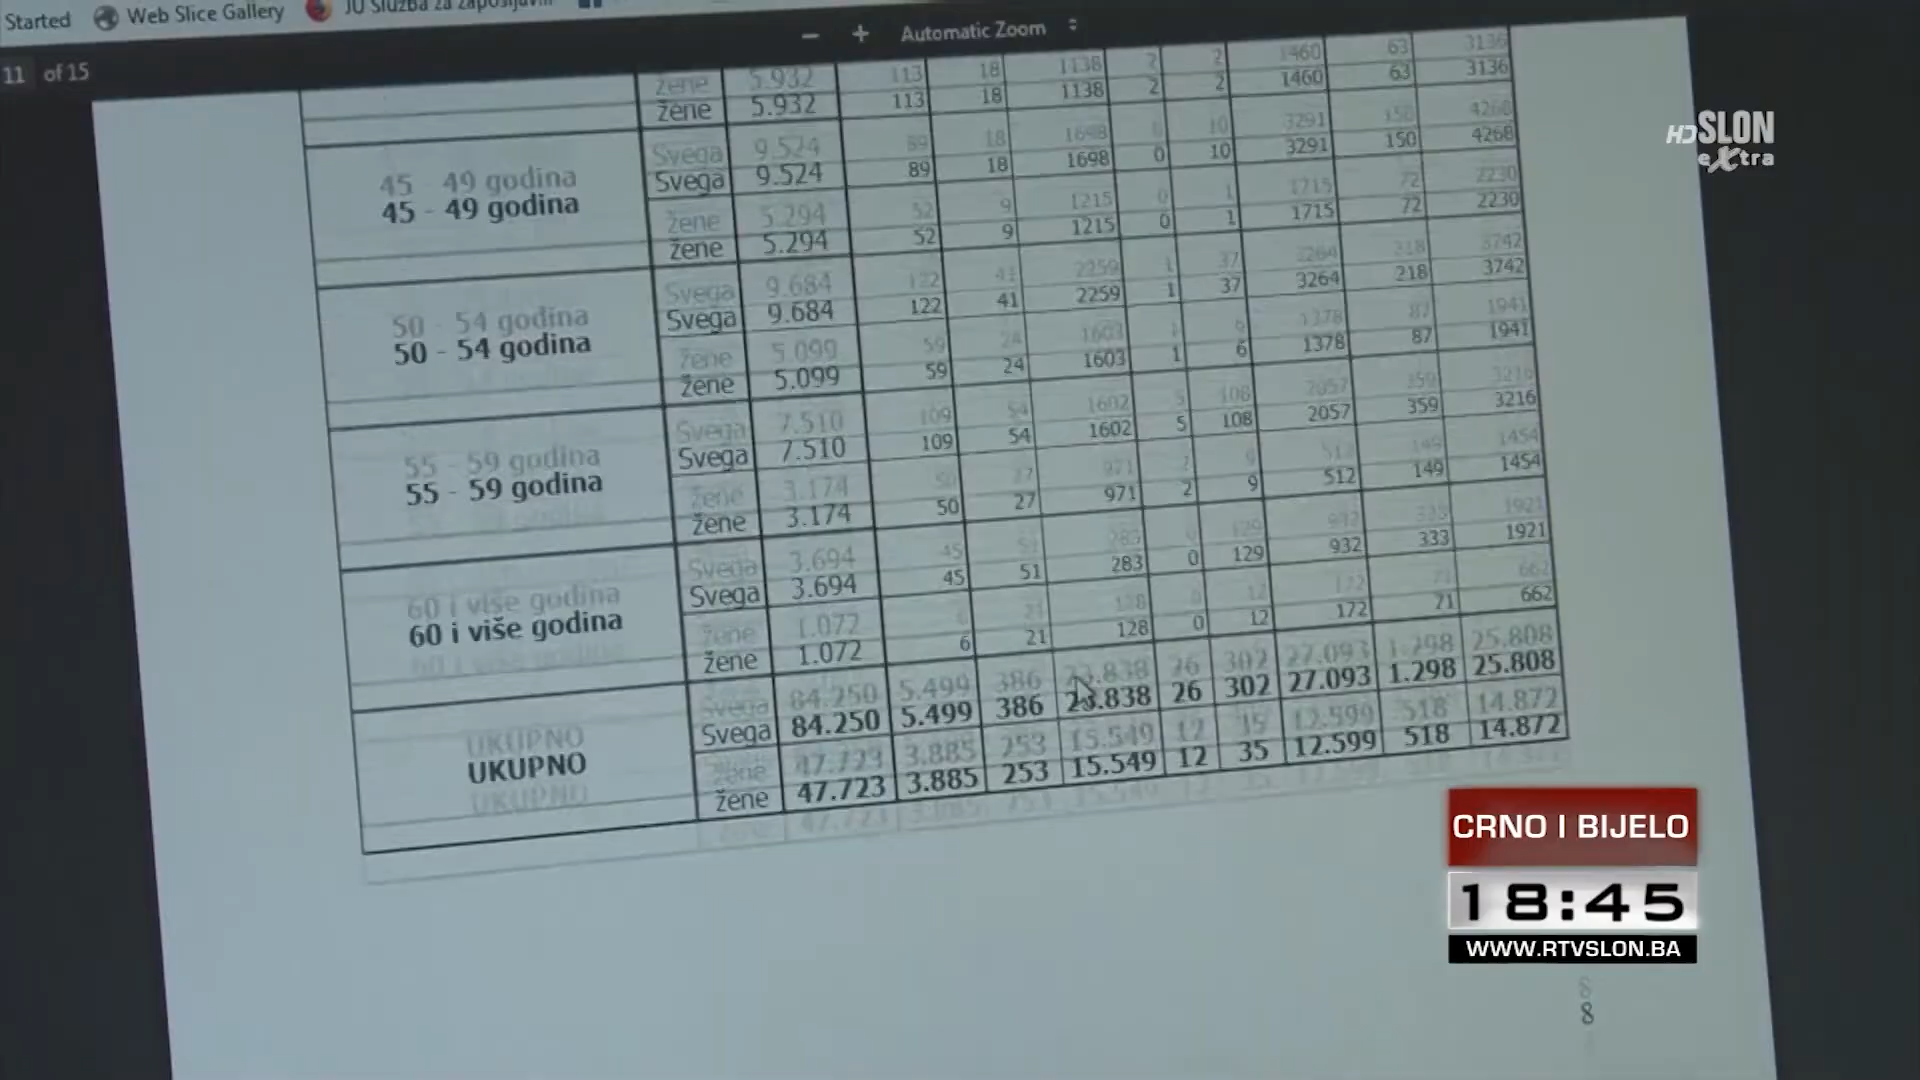 Started Web Slice Gallery JU Služba za zapošljav...
11 of 15 − + Automatic Zoom
HD SLON
extra
žene 5.932 113 18 1138 2 2 1460 63 3136
45 - 49 godina
Svega 9.524 89 18 1698 0 10 3291 150 4268
žene 5.294 52 9 1215 0 1 1715 72 2230
50 - 54 godina
Svega 9.684 122 41 2259 1 37 3264 218 3742
žene 5.099 59 24 1603 1 6 1378 87 1941
55 - 59 godina
Svega 7.510 109 54 1602 5 108 2057 359 3216
žene 3.174 50 27 971 2 9 512 149 1454
60 i više godina
Svega 3.694 45 51 283 0 129 932 333 1921
žene 1.072 6 21 128 0 12 172 71 662
UKUPNO
Svega 84.250 5.499 386 23.838 26 302 27.093 1.298 25.808
žene 47.723 3.885 253 15.549 12 35 12.599 518 14.872
CRNO I BIJELO
18:45
WWW.RTVSLON.BA
8